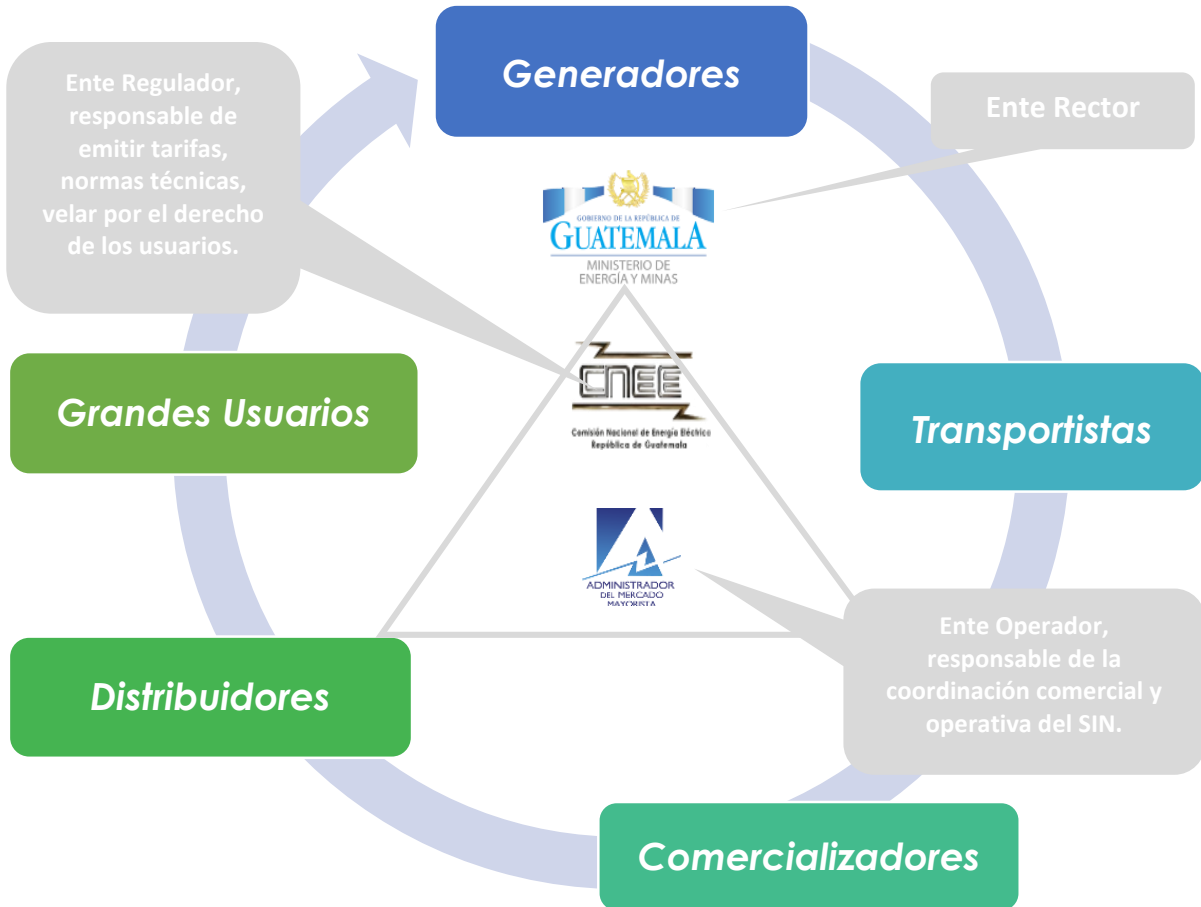 Generadores
Ente Regulador,
responsable de
emitir tarifas,
normas técnicas,
velar por el derecho
de los usuarios.
Ente Rector
GOBIERNO DE LA REPÚBLICA DE
GUATEMALA
MINISTERIO DE
ENERGÍA Y MINAS
CNEE
Comisión Nacional de Energía Eléctrica
República de Guatemala
Grandes Usuarios
Transportistas
ADMINISTRADOR
DEL MERCADO
MAYORISTA
Ente Operador,
responsable de la
coordinación comercial y
operativa del SIN.
Distribuidores
Comercializadores